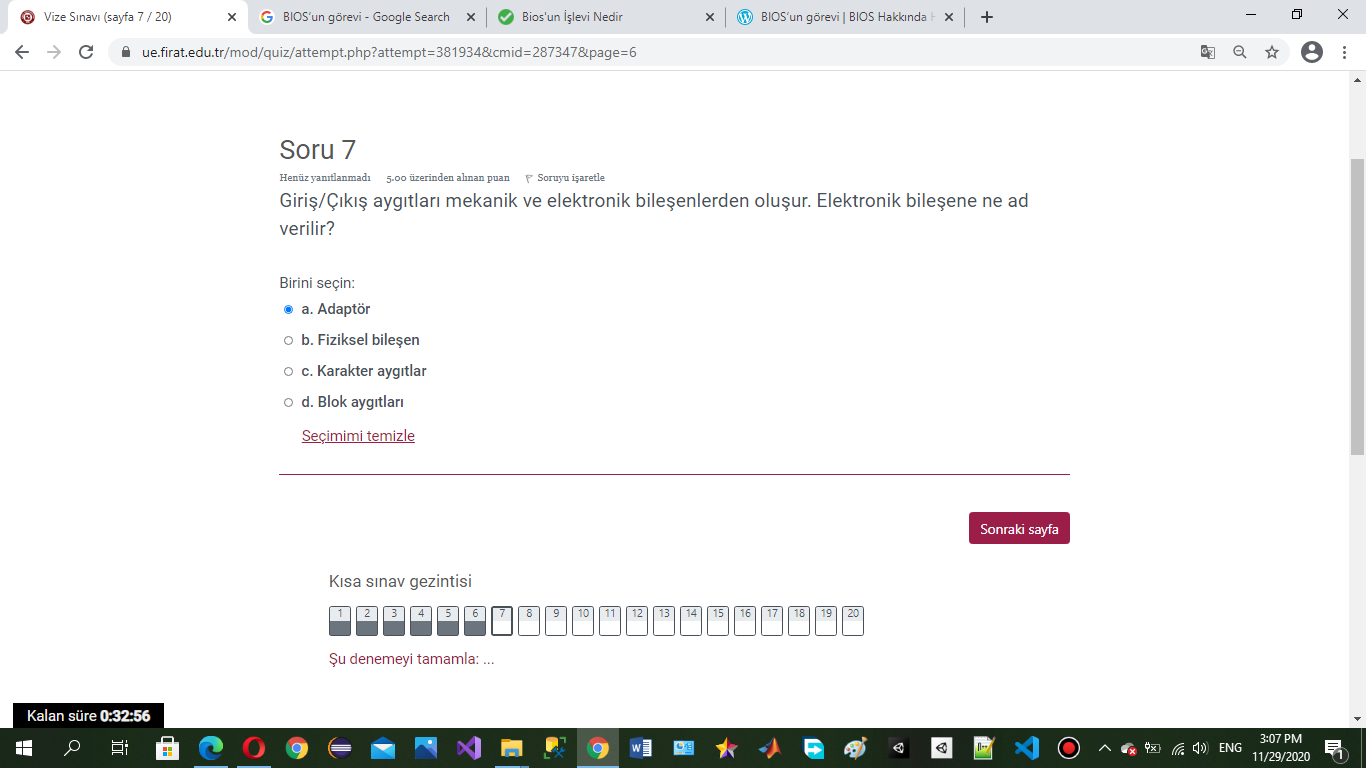 Vize Sınavı (sayfa 7 / 20)
BIOS'un görevi - Google Search
Bios'un İşlevi Nedir
BIOS'un görevi | BIOS Hakkında
ue.firat.edu.tr/mod/quiz/attempt.php?attempt=381934&cmid=287347&page=6
Soru 7
Henüz yanıtlanmadı 5,00 üzerinden alınan puan Soruyu işaretle
Giriş/Çıkış aygıtları mekanik ve elektronik bileşenlerden oluşur. Elektronik bileşene ne ad
verilir?
Birini seçin:
a. Adaptör
b. Fiziksel bileşen
c. Karakter aygıtlar
d. Blok aygıtları
Seçimimi temizle
Sonraki sayfa
Kısa sınav gezintisi
1 2 3 4 5 6 7 8 9 10 11 12 13 14 15 16 17 18 19 20
Şu denemeyi tamamla: ...
Kalan süre 0:32:56
ENG
3:07 PM
11/29/2020
1